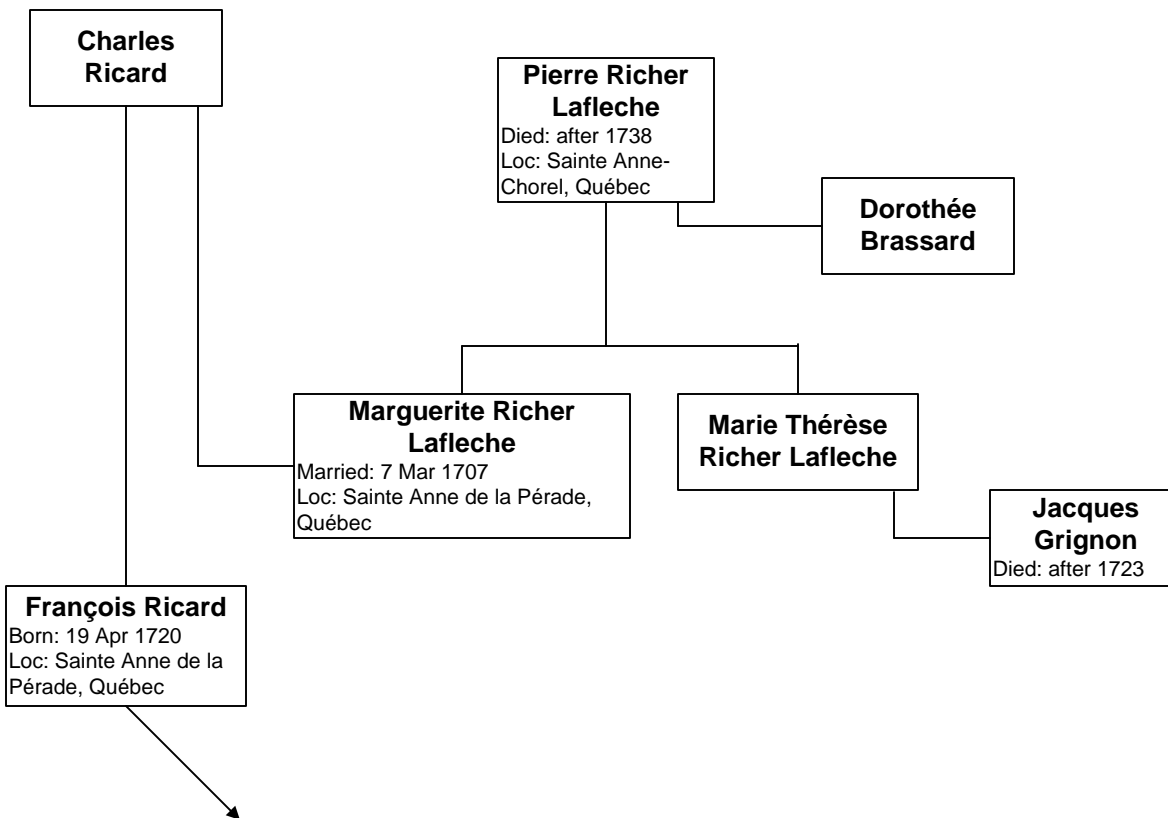 Charles
Ricard
Pierre Richer
Lafleche
Died: after 1738
Loc: Sainte Anne-
Chorel, Québec
Dorothée
Brassard
Marguerite Richer
Lafleche
Married: 7 Mar 1707
Loc: Sainte Anne de la Pérade,
Québec
Marie Thérèse
Richer Lafleche
Jacques
Grignon
Died: after 1723
François Ricard
Born: 19 Apr 1720
Loc: Sainte Anne de la
Pérade, Québec